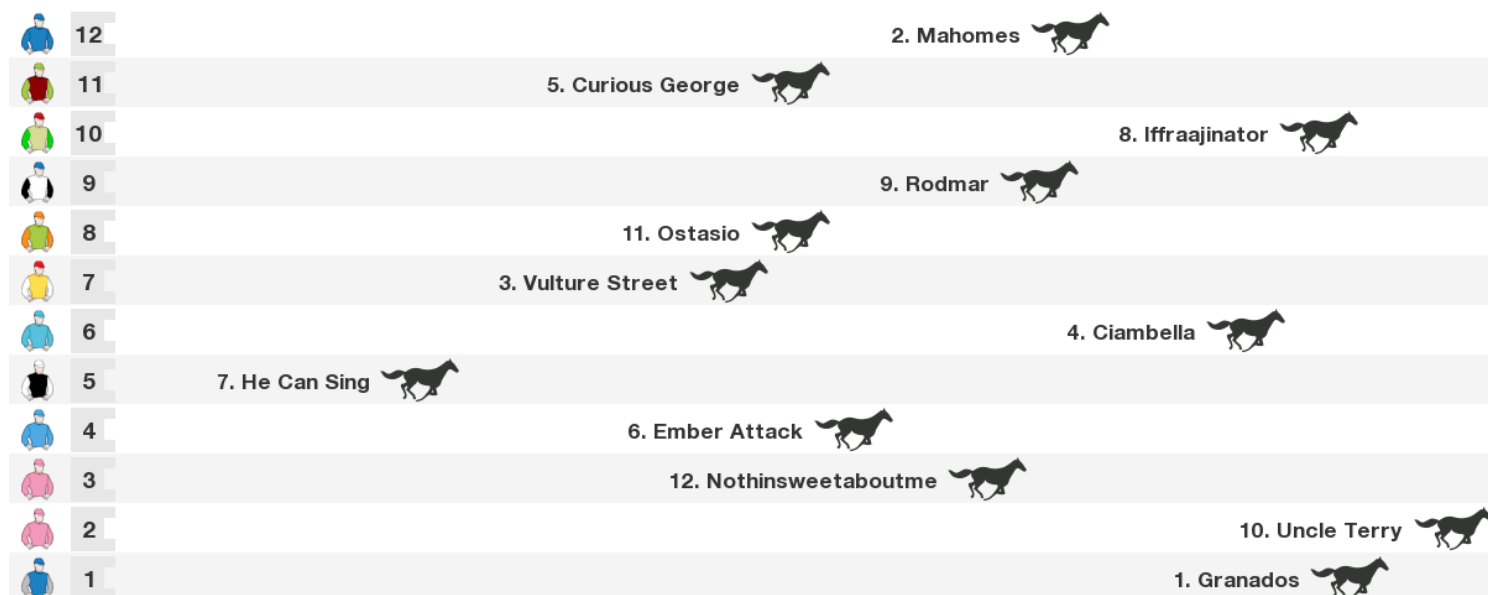 12 2. Mahomes
11 5. Curious George
10 8. Iffraajinator
9 9. Rodmar
8 11. Ostasio
7 3. Vulture Street
6 4. Ciambella
5 7. He Can Sing
4 6. Ember Attack
3 12. Nothinsweetaboutme
2 10. Uncle Terry
1 1. Granados